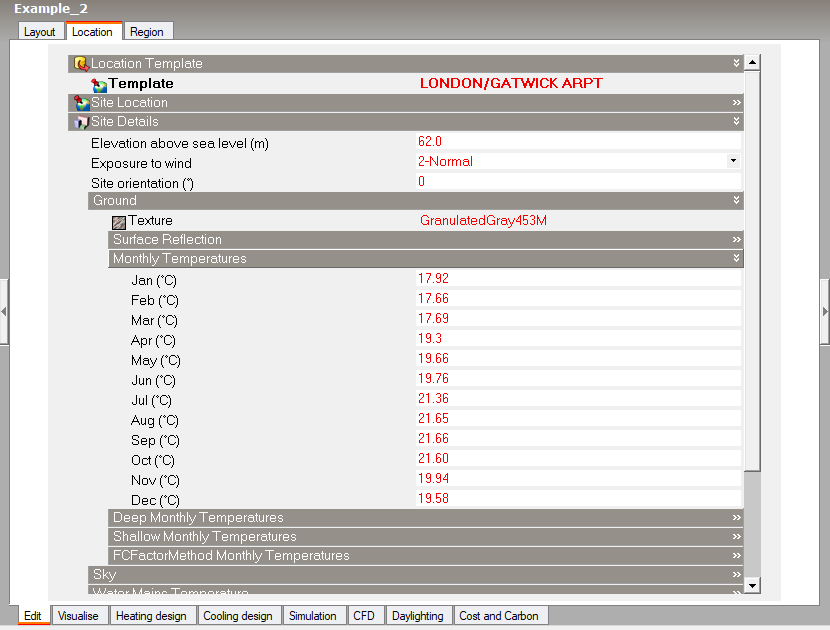 Example_2
Layout Location Region
Location Template
Template LONDON/GATWICK ARPT
Site Location
Site Details
Elevation above sea level (m) 62.0
Exposure to wind 2-Normal
Site orientation (°) 0
Ground
Texture GranulatedGray453M
Surface Reflection
Monthly Temperatures
Jan (°C) 17.92
Feb (°C) 17.66
Mar (°C) 17.69
Apr (°C) 19.3
May (°C) 19.66
Jun (°C) 19.76
Jul (°C) 21.36
Aug (°C) 21.65
Sep (°C) 21.66
Oct (°C) 21.60
Nov (°C) 19.94
Dec (°C) 19.58
Deep Monthly Temperatures
Shallow Monthly Temperatures
FCFactorMethod Monthly Temperatures
Sky
Water Mains Temperature
Edit Visualise Heating design Cooling design Simulation CFD Daylighting Cost and Carbon